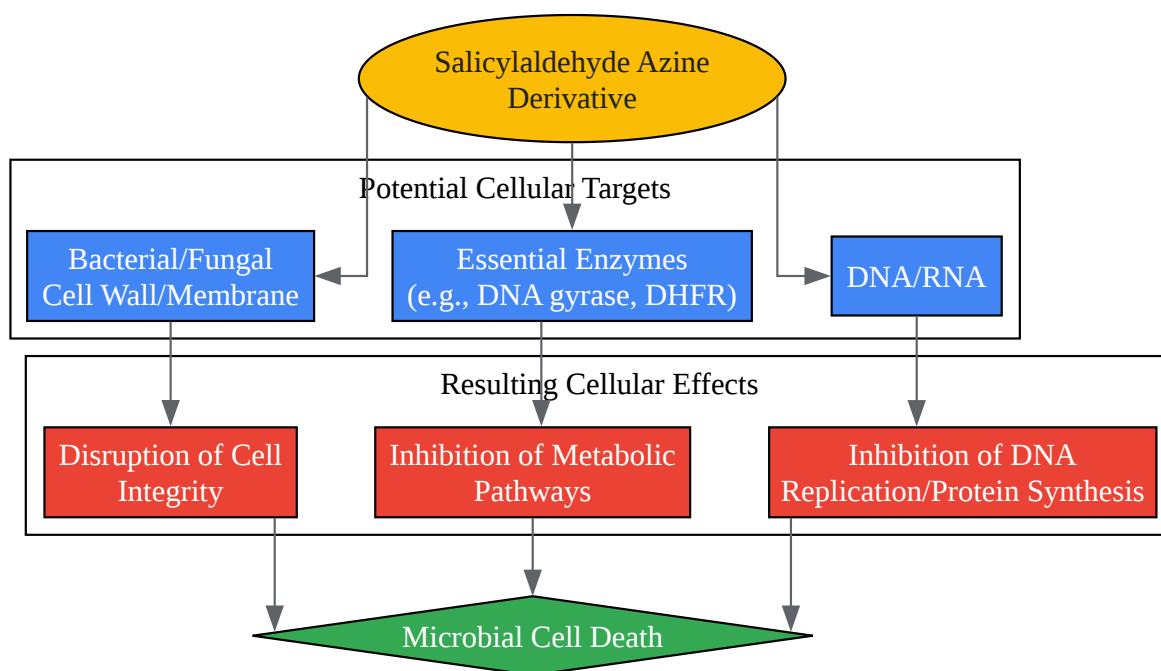 Salicylaldehyde Azine
Derivative
Potential Cellular Targets
Bacterial/Fungal
Cell Wall/Membrane
Essential Enzymes
(e.g., DNA gyrase, DHFR)
DNA/RNA
Resulting Cellular Effects
Disruption of Cell
Integrity
Inhibition of Metabolic
Pathways
Inhibition of DNA
Replication/Protein Synthesis
Microbial Cell Death